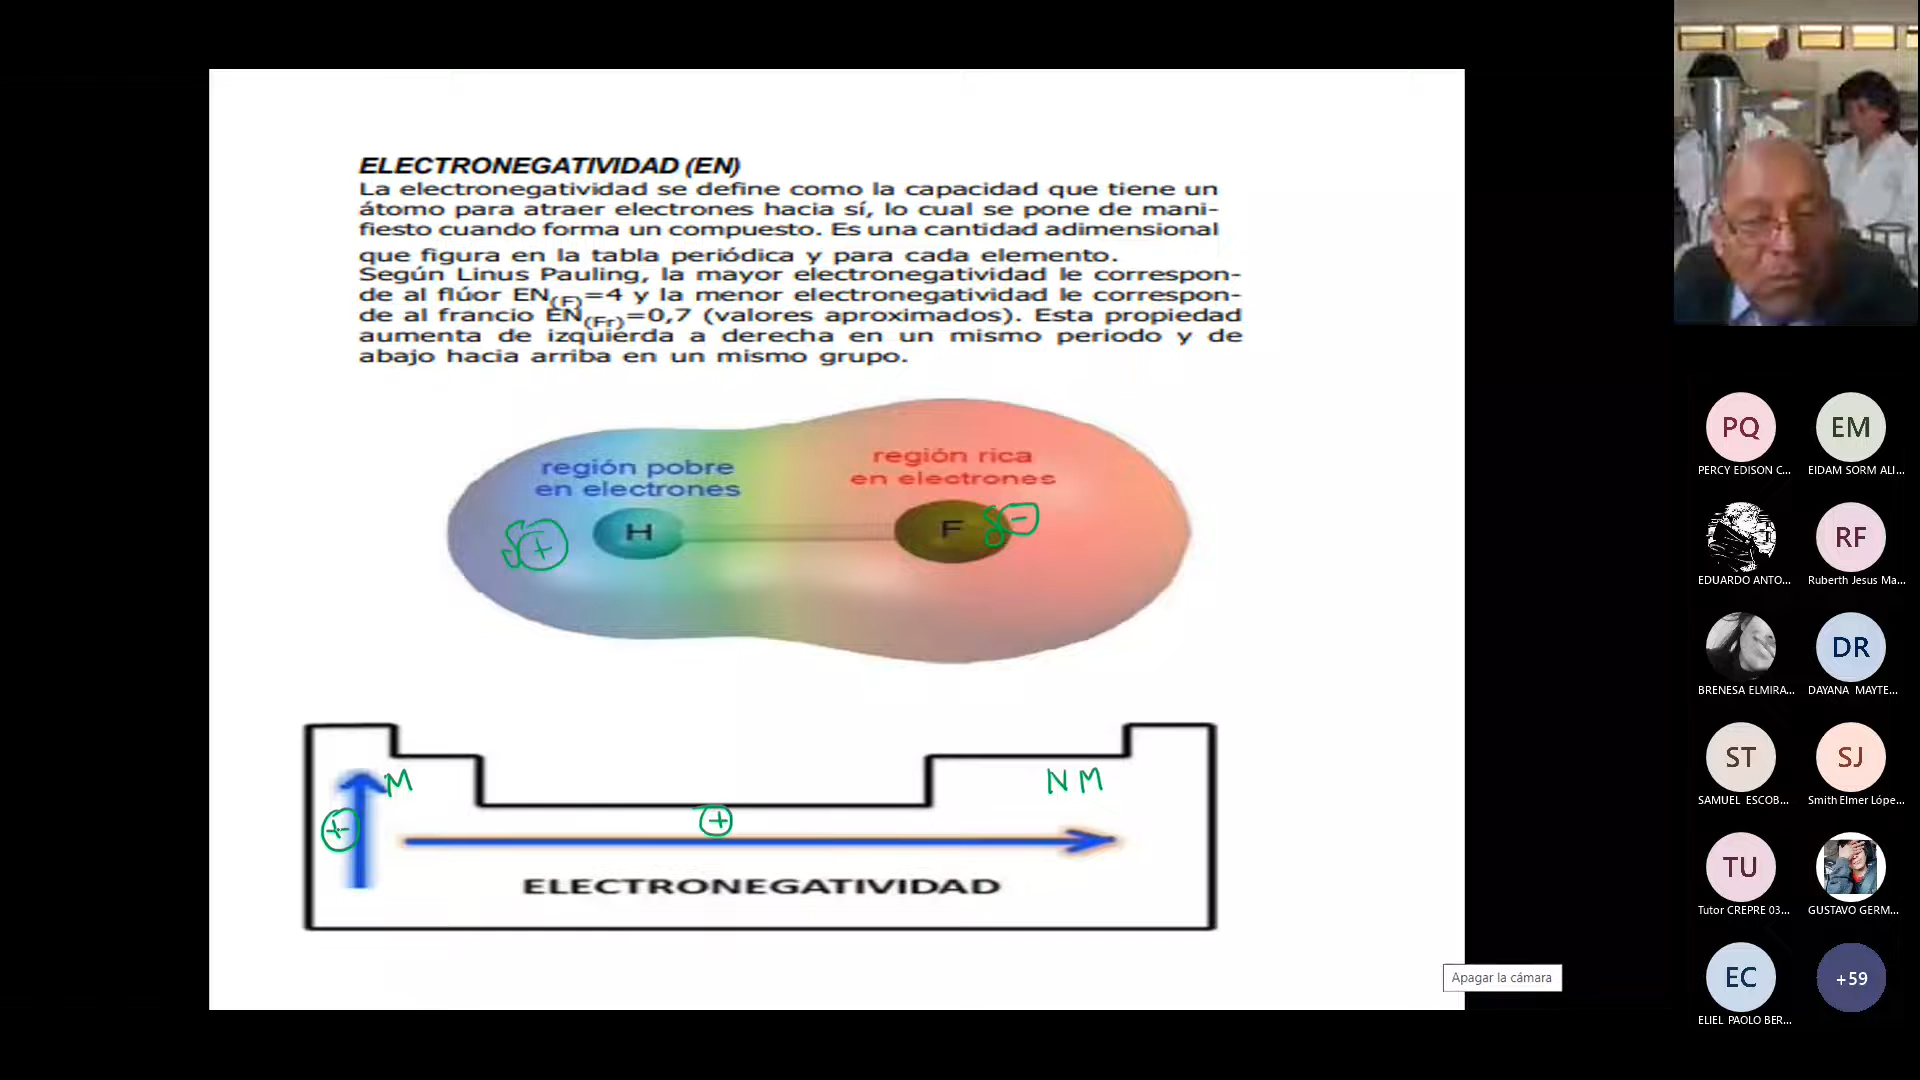 ELECTRONEGATIVIDAD (EN)
La electronegatividad se define como la capacidad que tiene un
átomo para atraer electrones hacia sí, lo cual se pone de mani-
fiesto cuando forma un compuesto. Es una cantidad adimensional
que figura en la tabla periódica y para cada elemento.
Según Linus Pauling, la mayor electronegatividad le correspon-
de al flúor EN(F)=4 y la menor electronegatividad le correspon-
de al francio EN(Fr)=0,7 (valores aproximados). Esta propiedad
aumenta de izquierda a derecha en un mismo periodo y de
abajo hacia arriba en un mismo grupo.
región pobre
en electrones
región rica
en electrones
δ+
H
F
δ-
M
NM
+
+
ELECTRONEGATIVIDAD
Apagar la cámara
PQ
EM
PERCY EDISON C...
EIDAM SORM ALI...
RF
EDUARDO ANTO...
Ruberth Jesus Ma...
DR
BRENESA ELMIRA...
DAYANA MAYTE...
ST
SJ
SAMUEL ESCOB...
Smith Elmer Lópe...
TU
Tutor CREPRE 03...
GUSTAVO GERM...
EC
+59
ELIEL PAOLO BER...